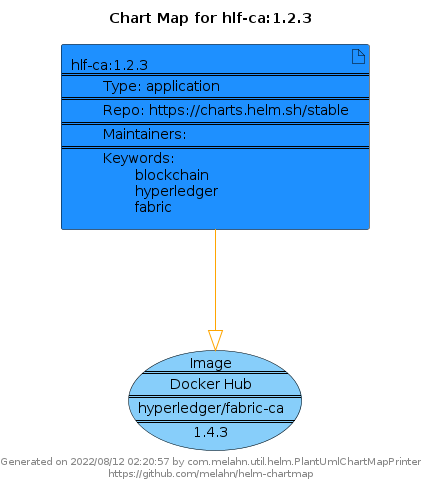 Chart Map for hlf-ca:1.2.3
hlf-ca:1.2.3
Type: application
Repo: https://charts.helm.sh/stable
Maintainers:
Keywords:
blockchain
hyperledger
fabric
Image
Docker Hub
hyperledger/fabric-ca
1.4.3
Generated on 2022/08/12 02:20:57 by com.melahn.util.helm.PlantUmlChartMapPrinter
https://github.com/melahn/helm-chartmap